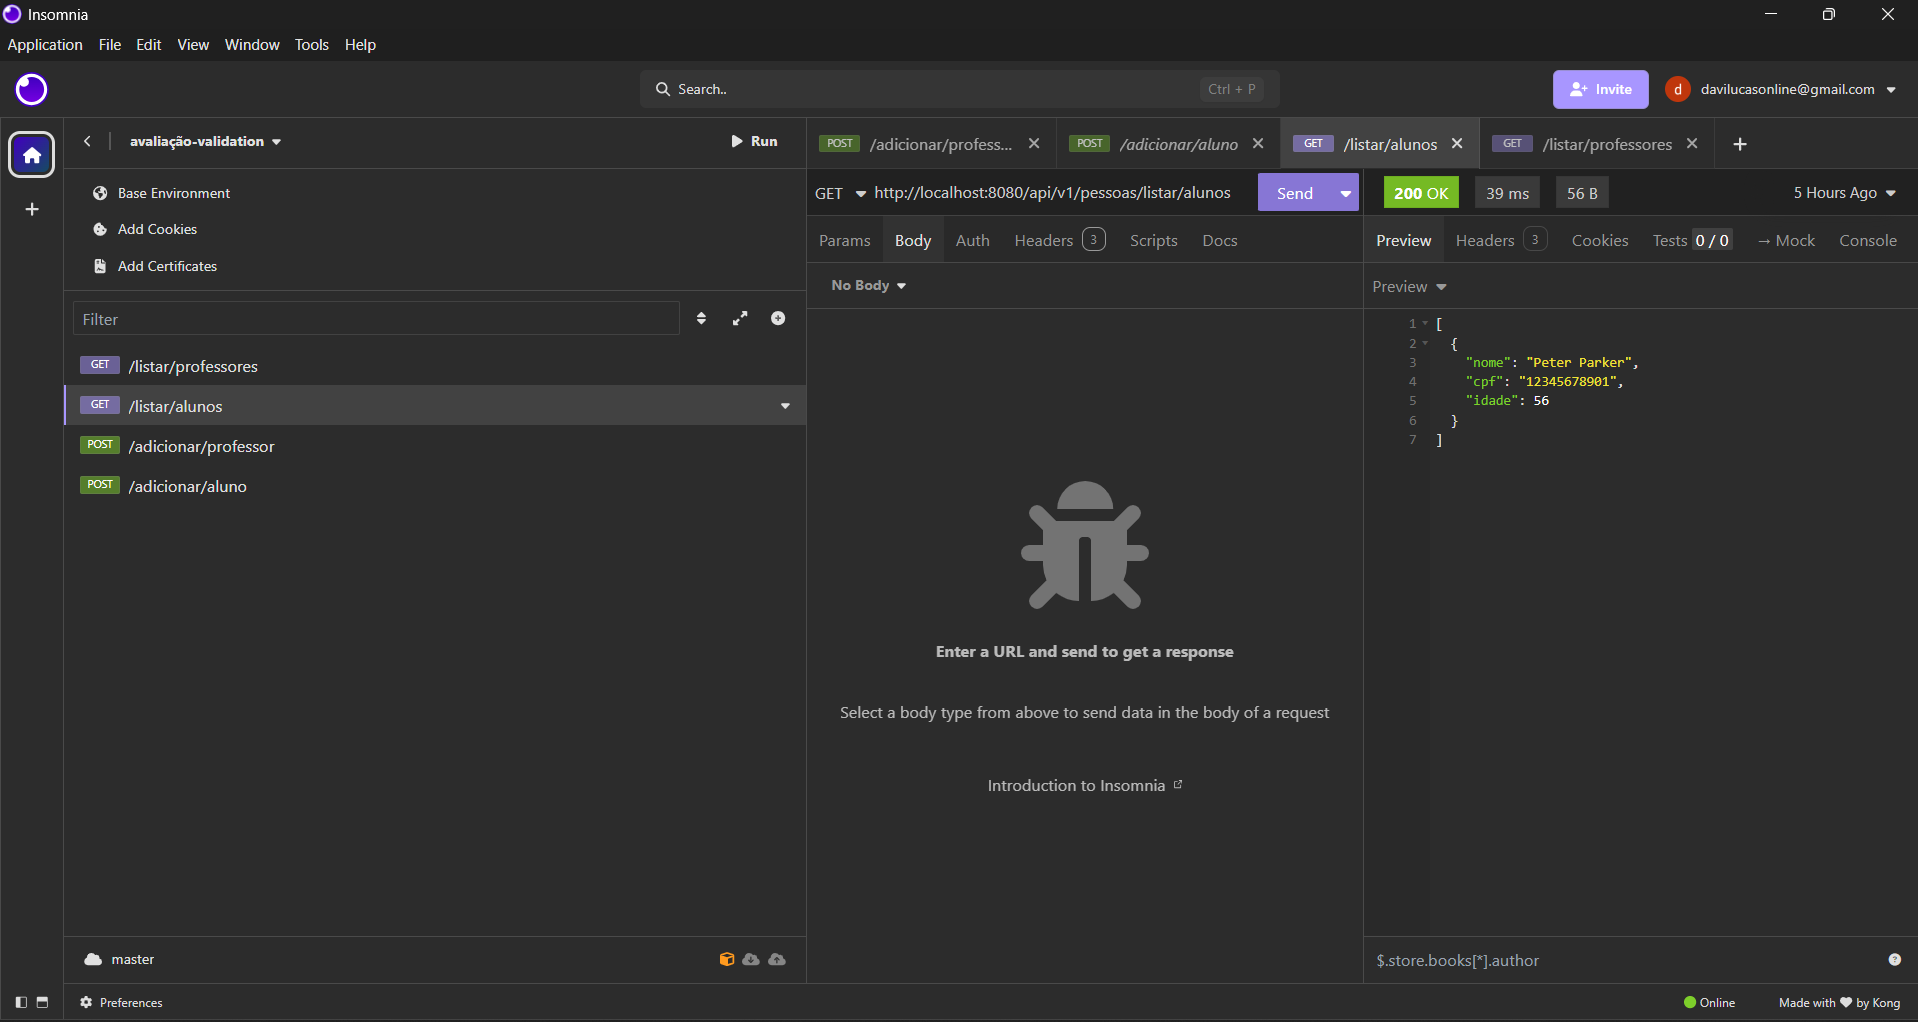 Insomnia
Application File Edit View Window Tools Help
Search.. Ctrl + P
Invite
d davilucasonline@gmail.com
avaliação-validation
Run
POST /adicionar/profess...
POST /adicionar/aluno
GET /listar/alunos
GET /listar/professores
Base Environment
Add Cookies
Add Certificates
Filter
GET /listar/professores
GET /listar/alunos
POST /adicionar/professor
POST /adicionar/aluno
GET http://localhost:8080/api/v1/pessoas/listar/alunos Send
Params Body Auth Headers 3 Scripts Docs
No Body
Enter a URL and send to get a response
Select a body type from above to send data in the body of a request
Introduction to Insomnia
200 OK 39 ms 56 B 5 Hours Ago
Preview Headers 3 Cookies Tests 0 / 0 → Mock Console
Preview
1 [
2 {
3 "nome": "Peter Parker",
4 "cpf": "12345678901",
5 "idade": 56
6 }
7 ]
master
$.store.books[*].author
Preferences
Online
Made with ❤ by Kong